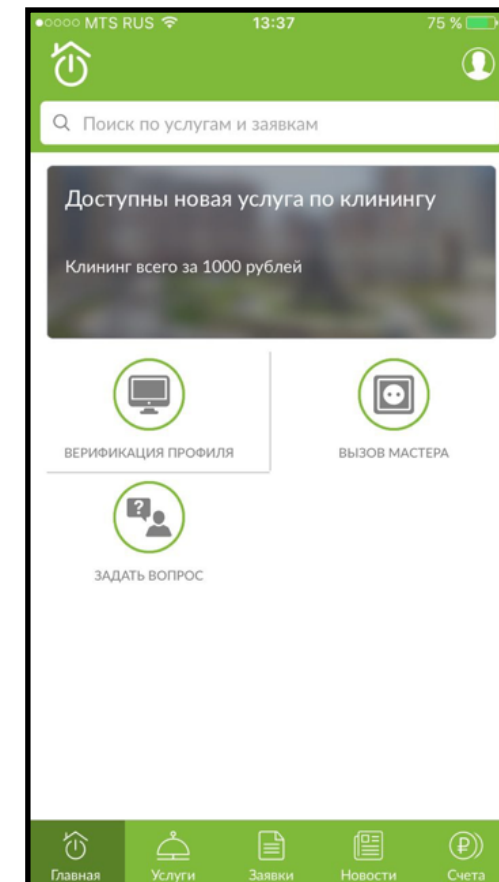 MTS RUS 13:37 75 %
Поиск по услугам и заявкам
Доступны новая услуга по клинингу
Клининг всего за 1000 рублей
ВЕРИФИКАЦИЯ ПРОФИЛЯ ВЫЗОВ МАСТЕРА
?
ЗАДАТЬ ВОПРОС
₽
Главная Услуги Заявки Новости Счета